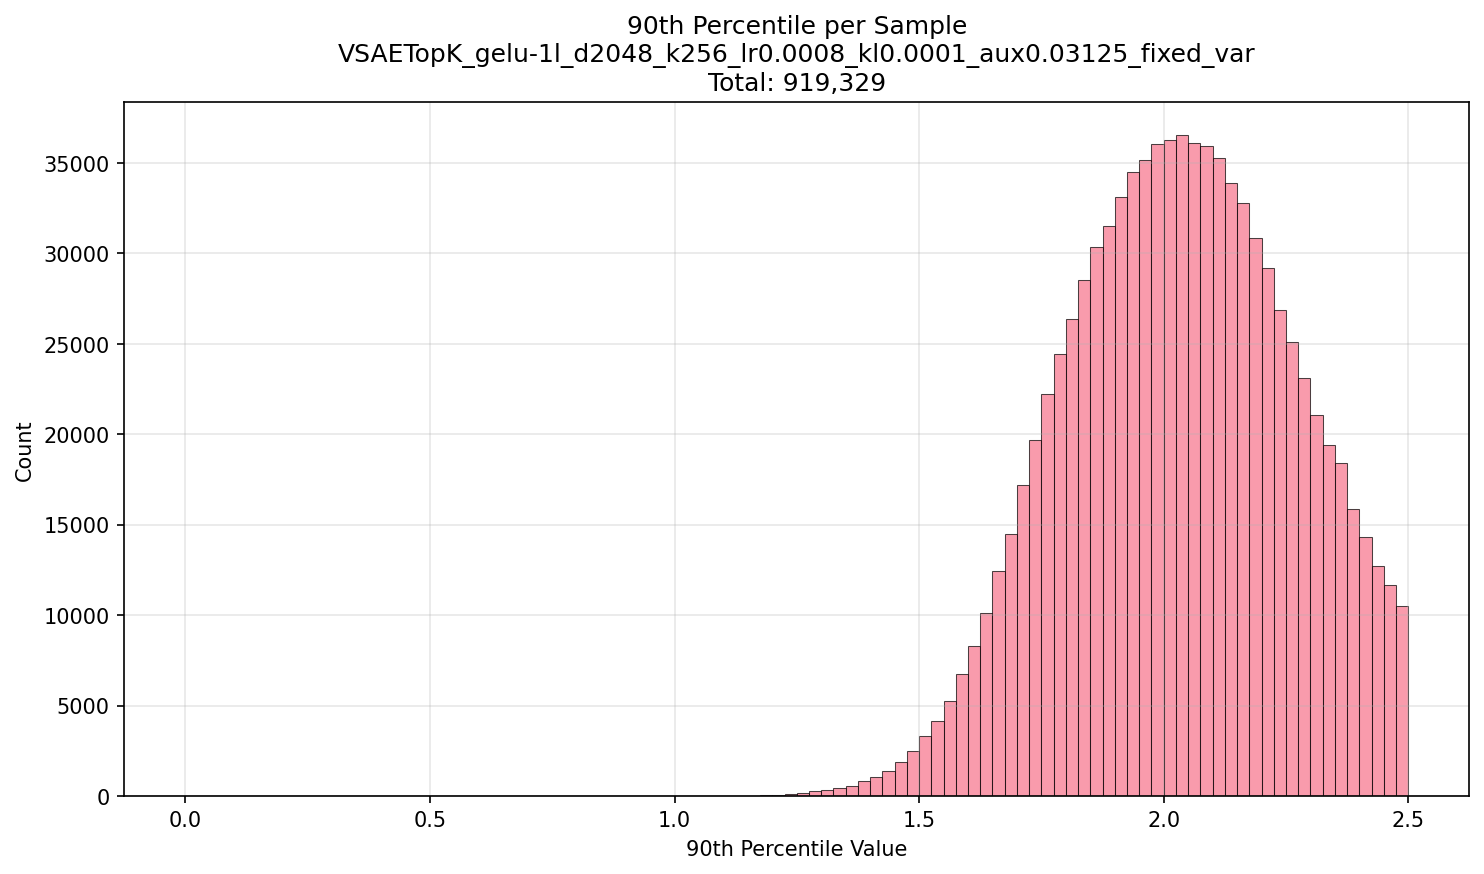 90th Percentile per Sample
VSAETopK_gelu-1l_d2048_k256_lr0.0008_kl0.0001_aux0.03125_fixed_var
Total: 919,329
35000
30000
25000
20000
15000
10000
5000
0
Count
0.0 0.5 1.0 1.5 2.0 2.5
90th Percentile Value